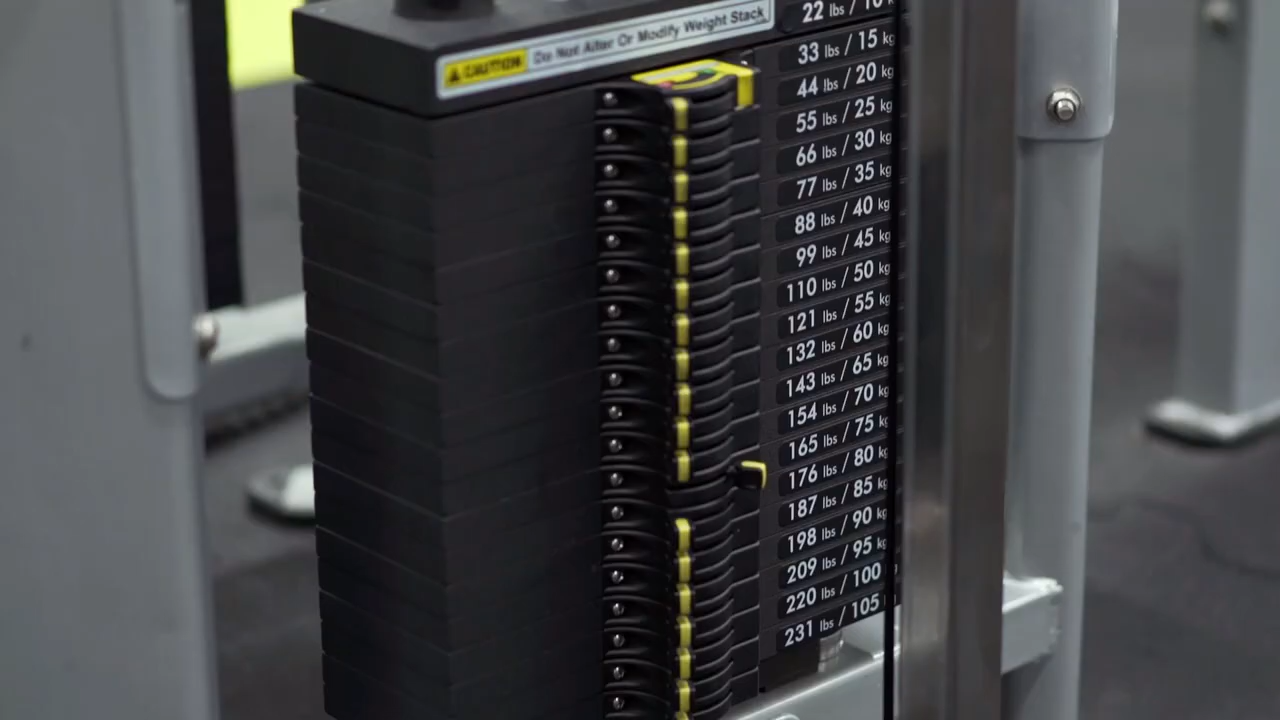 CAUTION Do Not Alter Or Modify Weight Stack
22 lbs / 10 k
33 lbs / 15 kg
44 lbs / 20 kg
55 lbs / 25 kg
66 lbs / 30 kg
77 lbs / 35 kg
88 lbs / 40 kg
99 lbs / 45 kg
110 lbs / 50 kg
121 lbs / 55 kg
132 lbs / 60 kg
143 lbs / 65 kg
154 lbs / 70 kg
165 lbs / 75 kg
176 lbs / 80 kg
187 lbs / 85 kg
198 lbs / 90 kg
209 lbs / 95 kg
220 lbs / 100
231 lbs / 105